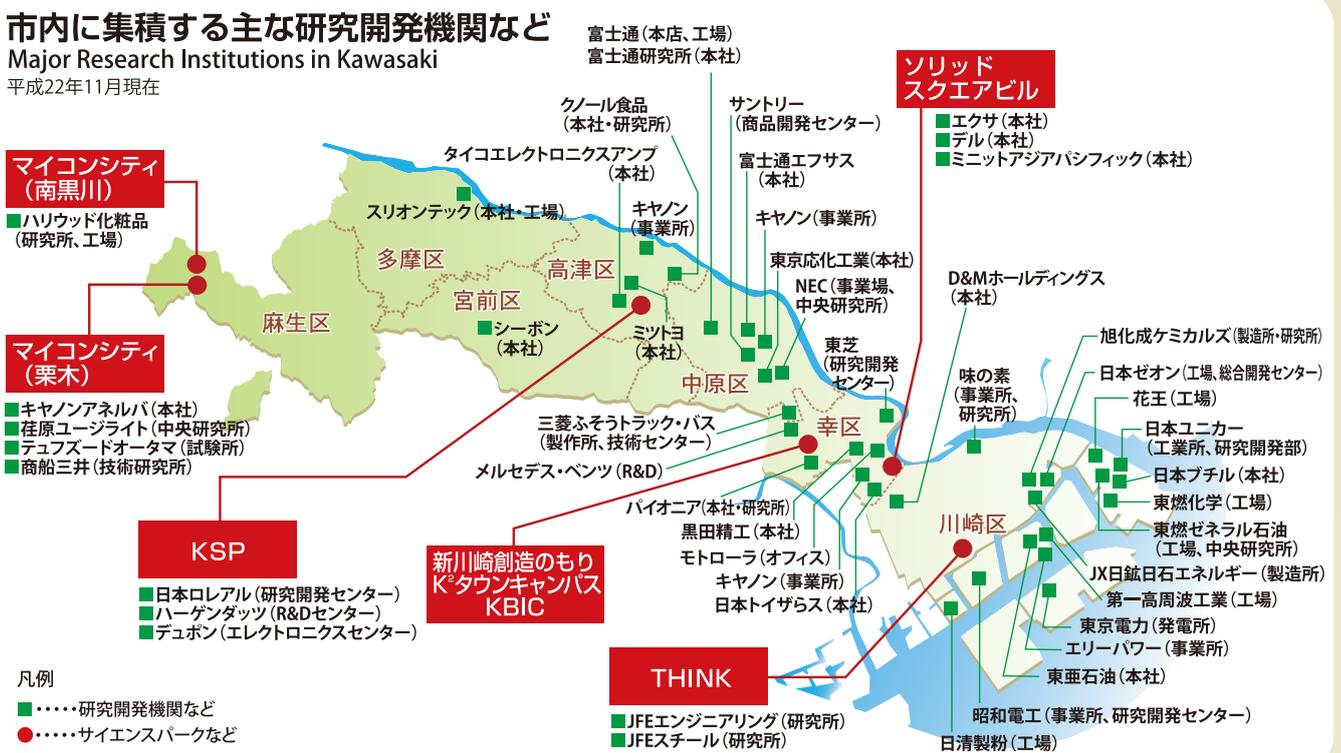 市内に集積する主な研究開発機関など
Major Research Institutions in Kawasaki
平成22年11月現在
富士通(本店、工場)
富士通研究所(本社)
クノール食品
(本社・研究所)
サントリー
(商品開発センター)
ソリッド
スクエアビル
エクサ(本社)
デル(本社)
ミニットアジアパシフィック(本社)
マイコンシティ
(南黒川)
ハリウッド化粧品
(研究所、工場)
タイコエレクトロニクスアンプ
(本社)
富士通エフサス
(本社)
スリオンテック(本社・工場)
キヤノン
(事業所)
キヤノン(事業所)
東京応化工業(本社)
NEC(事業場、
中央研究所)
D&Mホールディングス
(本社)
多摩区
高津区
宮前区
麻生区
シーボン
(本社)
ミツトヨ
(本社)
中原区
東芝
(研究開発
センター)
味の素
(事業所、
研究所)
旭化成ケミカルズ(製造所・研究所)
日本ゼオン(工場、総合開発センター)
花王(工場)
日本ユニカー
(工業所、研究開発部)
日本ブチル(本社)
東燃化学(工場)
東燃ゼネラル石油
(工場、中央研究所)
JX日鉱日石エネルギー(製造所)
第一高周波工業(工場)
東京電力(発電所)
エリーパワー(事業所)
東亜石油(本社)
昭和電工(事業所、研究開発センター)
日清製粉(工場)
マイコンシティ
(栗木)
キヤノンアネルバ(本社)
荏原ユージライト(中央研究所)
テュフズードオータマ(試験所)
商船三井(技術研究所)
三菱ふそうトラック・バス
(製作所、技術センター)
幸区
メルセデス・ベンツ(R&D)
パイオニア(本社・研究所)
黒田精工(本社)
モトローラ(オフィス)
キヤノン(事業所)
日本トイザらス(本社)
川崎区
KSP
日本ロレアル(研究開発センター)
ハーゲンダッツ(R&Dセンター)
デュポン(エレクトロニクスセンター)
新川崎創造のもり
K²タウンキャンパス
KBIC
THINK
JFEエンジニアリング(研究所)
JFEスチール(研究所)
凡例
・・・・・研究開発機関など
・・・・・サイエンスパークなど